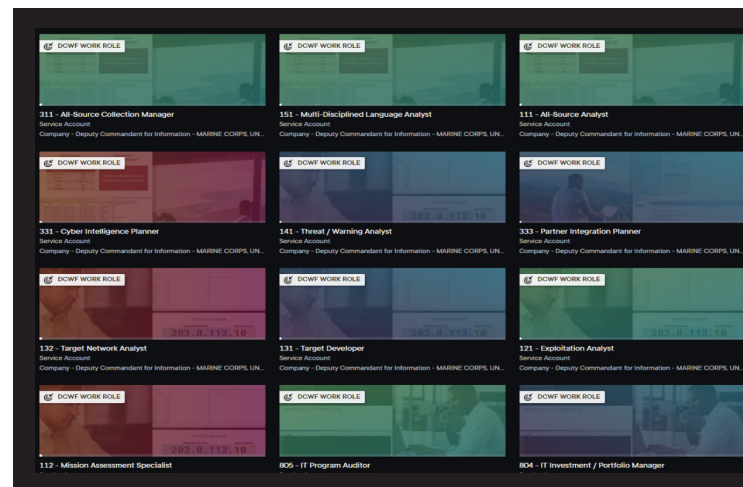 DCWF WORK ROLE
311 - All-Source Collection Manager
Service Account
Company - Deputy Commandant for Information - MARINE CORPS, UN...
DCWF WORK ROLE
151 - Multi-Disciplined Language Analyst
Service Account
Company - Deputy Commandant for Information - MARINE CORPS, UN...
DCWF WORK ROLE
111 - All-Source Analyst
Service Account
Company - Deputy Commandant for Information - MARINE CORPS, UN
DCWF WORK ROLE
331 - Cyber Intelligence Planner
Service Account
Company - Deputy Commandant for Information - MARINE CORPS, UN...
DCWF WORK ROLE
203.0.113.10
141 - Threat / Warning Analyst
Service Account
Company - Deputy Commandant for Information - MARINE CORPS, UN...
DCWF WORK ROLE
333 - Partner Integration Planner
Service Account
Company - Deputy Commandant for Information - MARINE CORPS, UN
DCWF WORK ROLE
203.0.113.10
132 - Target Network Analyst
Service Account
Company - Deputy Commandant for Information - MARINE CORPS, UN...
DCWF WORK ROLE
203.0.113.10
131 - Target Developer
Service Account
Company - Deputy Commandant for Information - MARINE CORPS, UN...
DCWF WORK ROLE
203.0.113.10
121 - Exploitation Analyst
Service Account
Company - Deputy Commandant for Information - MARINE CORPS, UN
DCWF WORK ROLE
203.0.113.10
112 - Mission Assessment Specialist
DCWF WORK ROLE
805 - IT Program Auditor
DCWF WORK ROLE
804 - IT Investment / Portfolio Manager